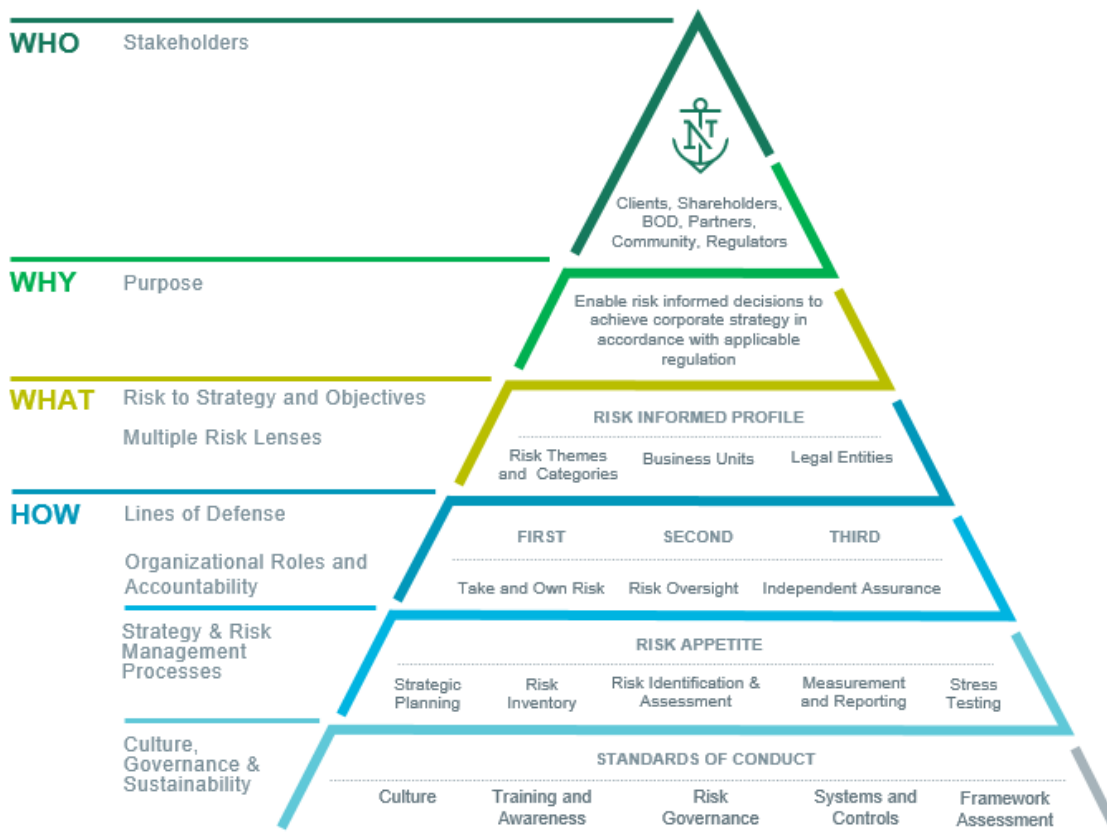 WHO
Stakeholders
N
Clients, Shareholders,
BOD, Partners,
Community, Regulators
WHY
Purpose
Enable risk informed decisions to
achieve corporate strategy in
accordance with applicable
regulation
WHAT
Risk to Strategy and Objectives
Multiple Risk Lenses
RISK INFORMED PROFILE
Risk Themes
and Categories
Business Units
Legal Entities
HOW
Lines of Defense
Organizational Roles and
Accountability
FIRST
SECOND
THIRD
Take and Own Risk
Risk Oversight
Independent Assurance
Strategy & Risk
Management
Processes
RISK APPETITE
Strategic
Planning
Risk
Inventory
Risk Identification &
Assessment
Measurement
and Reporting
Stress
Testing
Culture,
Governance &
Sustainability
STANDARDS OF CONDUCT
Culture
Training and
Awareness
Risk
Governance
Systems and
Controls
Framework
Assessment